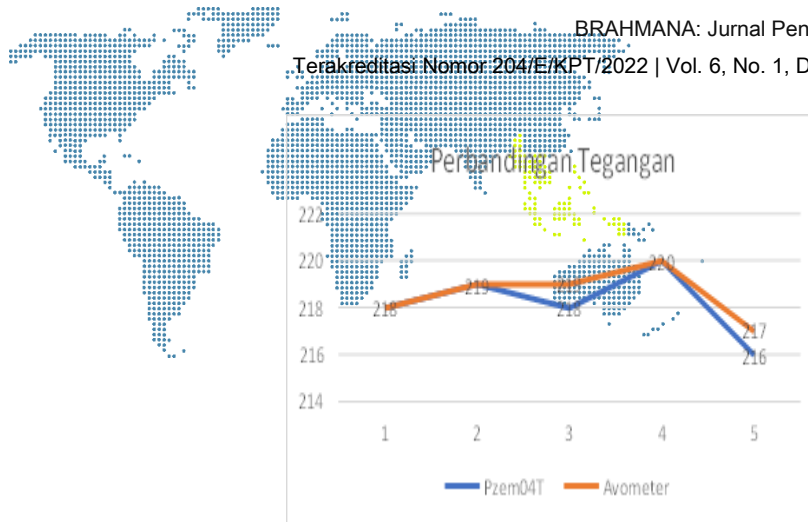 BRAHMANA: Jurnal Pen
Terakreditasi Nomor 204/E/KPT/2022 | Vol. 6, No. 1, D
Perbandingan Tegangan
222
220
218
216
214
218
219
219
218
220
217
216
1 2 3 4 5
Pzem04T Avometer